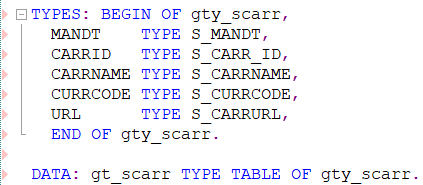 TYPES: BEGIN OF gty_scarr,
  MANDT    TYPE S_MANDT,
  CARRID   TYPE S_CARR_ID,
  CARRNAME TYPE S_CARRNAME,
  CURRCODE TYPE S_CURRCODE,
  URL      TYPE S_CARRURL,
  END OF gty_scarr.
DATA: gt_scarr TYPE TABLE OF gty_scarr.